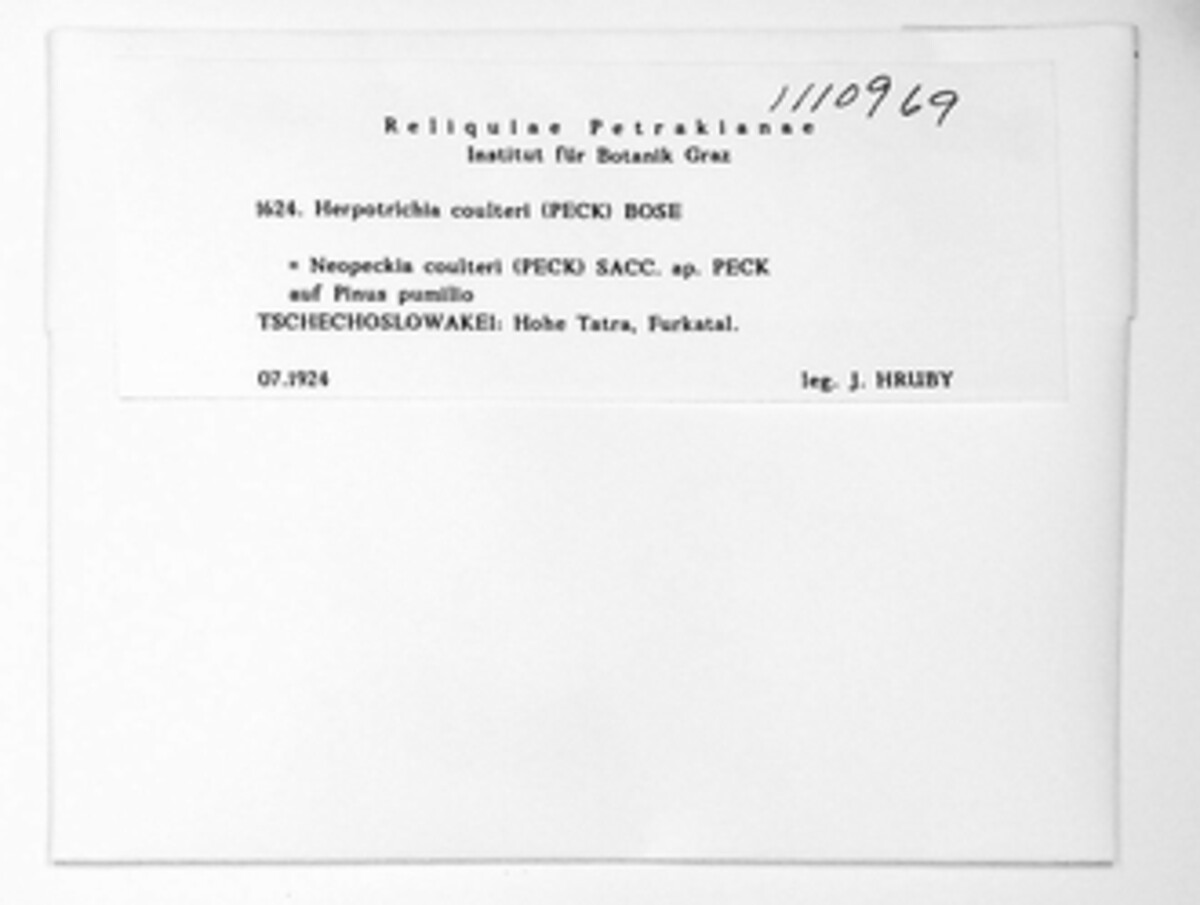 1110969
Reliquiae Petrakianae
Institut für Botanik Graz
1624. Herpotrichia coulteri (PECK) BOSE
= Neopeckia coulteri (PECK) SACC. ap. PECK
auf Pinus pumilio
TSCHECHOSLOWAKEI: Hohe Tatra, Furkatal.
07.1924 leg. J. HRUBY